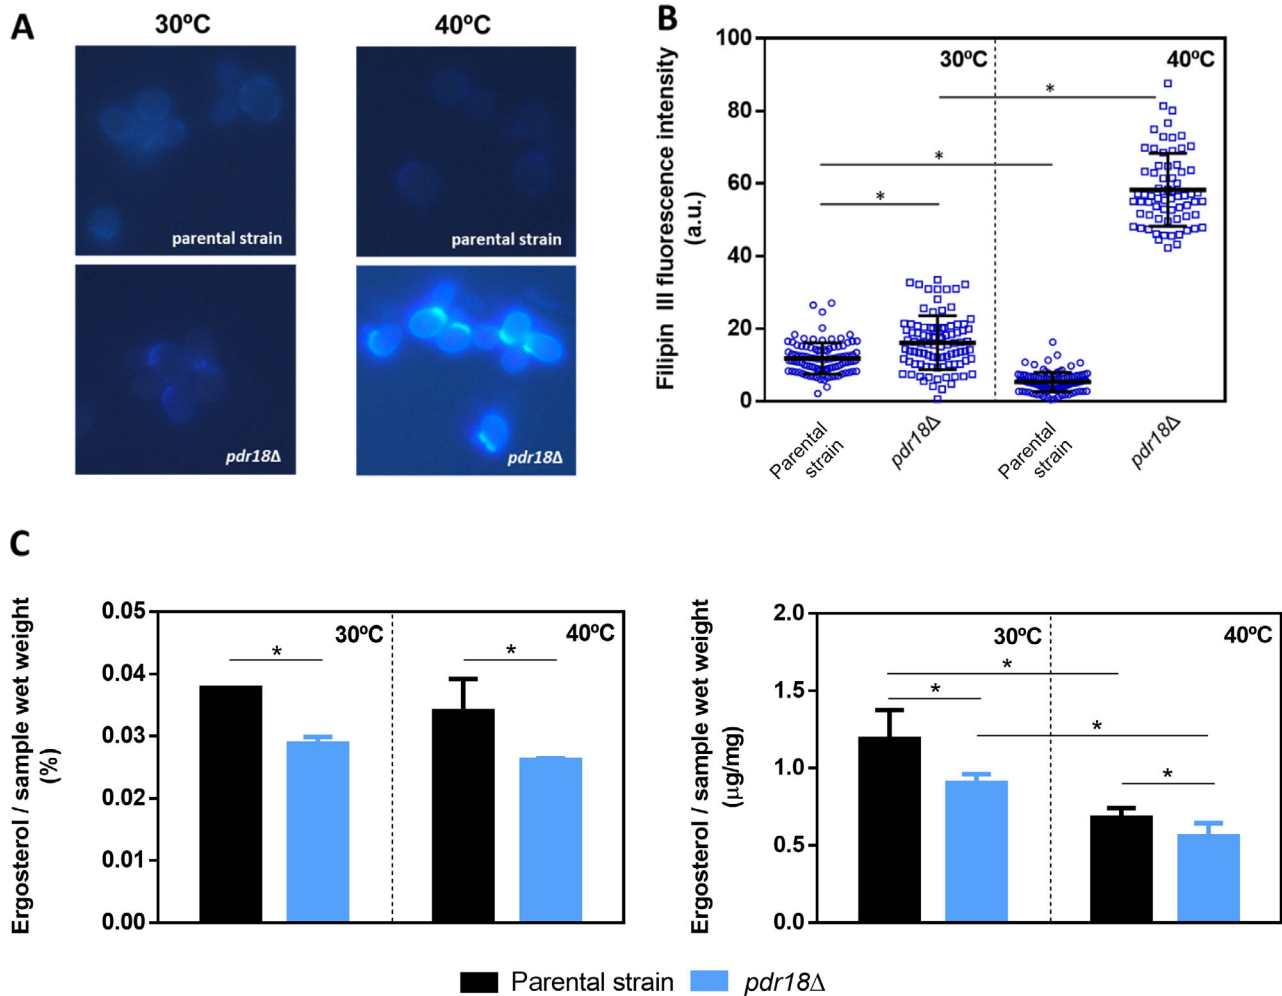 A
30ºC
40ºC
parental strain
parental strain
pdr18Δ
pdr18Δ
B
Filipin III fluorescence intensity
(a.u.)
100
80
60
40
20
0
30ºC
40ºC
*
*
*
Parental
strain
pdr18Δ
Parental
strain
pdr18Δ
C
Ergosterol / sample wet weight
(%)
0.05
0.04
0.03
0.02
0.01
0.00
30ºC
40ºC
*
*
Ergosterol / sample wet weight
(µg/mg)
2.0
1.5
1.0
0.5
0.0
30ºC
40ºC
*
*
*
*
Parental strain
pdr18Δ